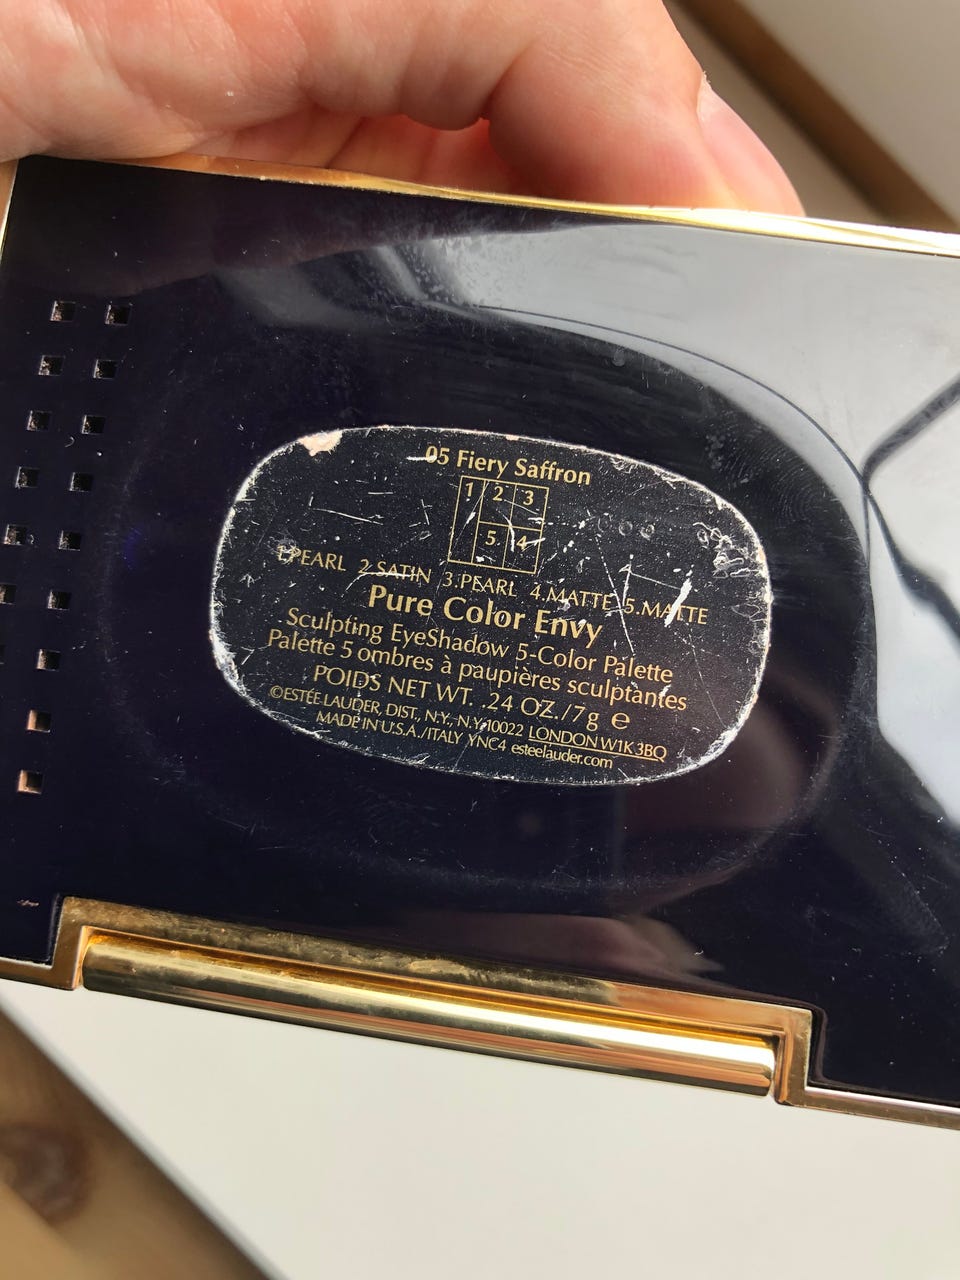 05 Fiery Saffron
1 2 3
5 4
1.PEARL 2.SATIN 3.PEARL 4.MATTE 5.MATTE
Pure Color Envy
Sculpting EyeShadow 5-Color Palette
Palette 5 ombres à paupières sculptantes
POIDS NET WT. .24 OZ./7g ℮
©ESTÉE LAUDER, DIST., N.Y., N.Y. 10022 LONDON W1K 3BQ
MADE IN U.S.A./ITALY YNC4 esteelauder.com